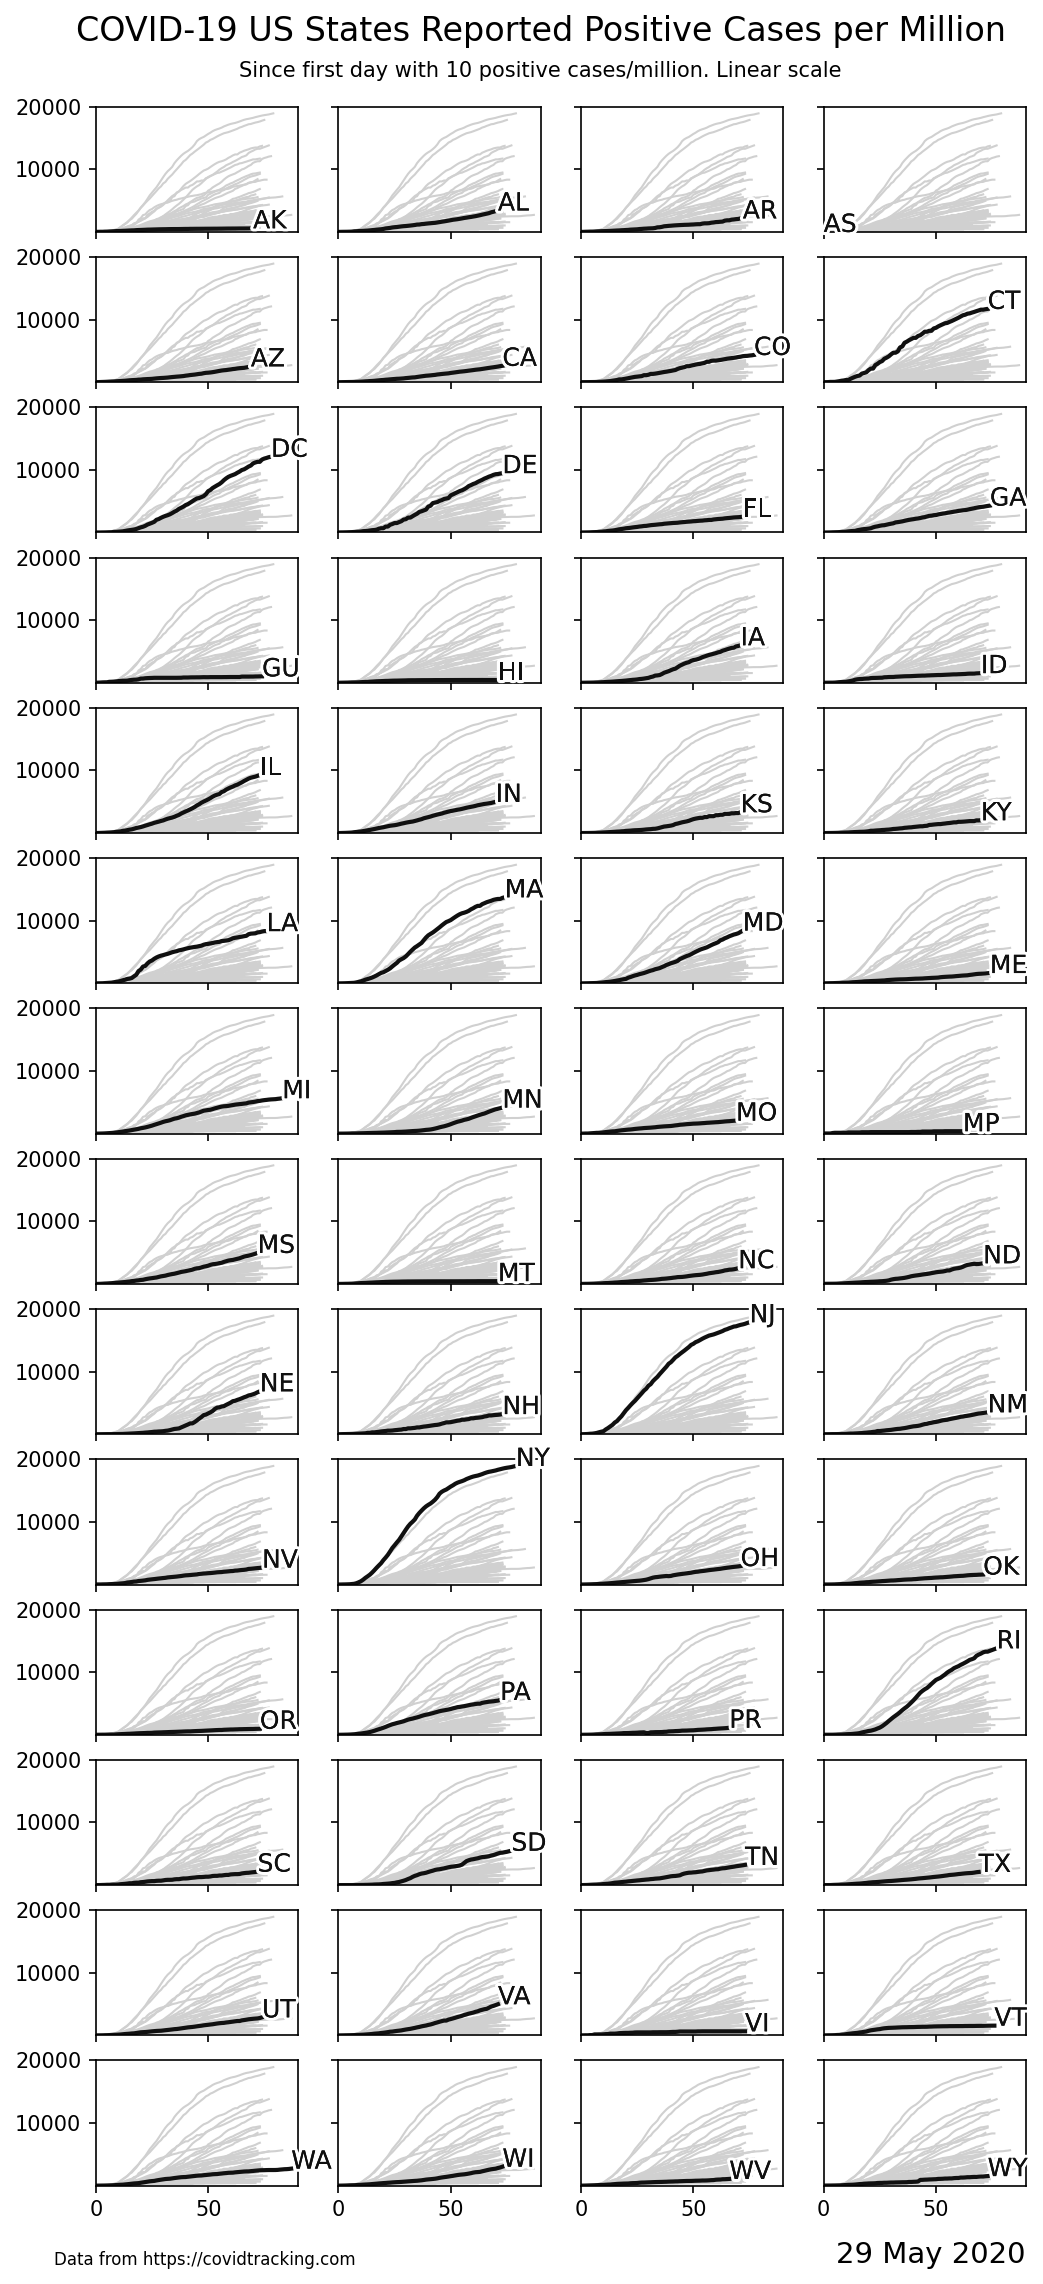 COVID-19 US States Reported Positive Cases per Million
Since first day with 10 positive cases/million. Linear scale
20000
10000
AK AL AR AS
20000
10000
AZ CA CO CT
20000
10000
DC DE FL GA
20000
10000
GU HI IA ID
20000
10000
IL IN KS KY
20000
10000
LA MA MD ME
20000
10000
MI MN MO MP
20000
10000
MS MT NC ND
20000
10000
NE NH NJ NM
20000
10000
NV NY OH OK
20000
10000
OR PA PR RI
20000
10000
SC SD TN TX
20000
10000
UT VA VI VT
20000
10000
WA WI WV WY
0 50 0 50 0 50 0 50
Data from https://covidtracking.com
29 May 2020